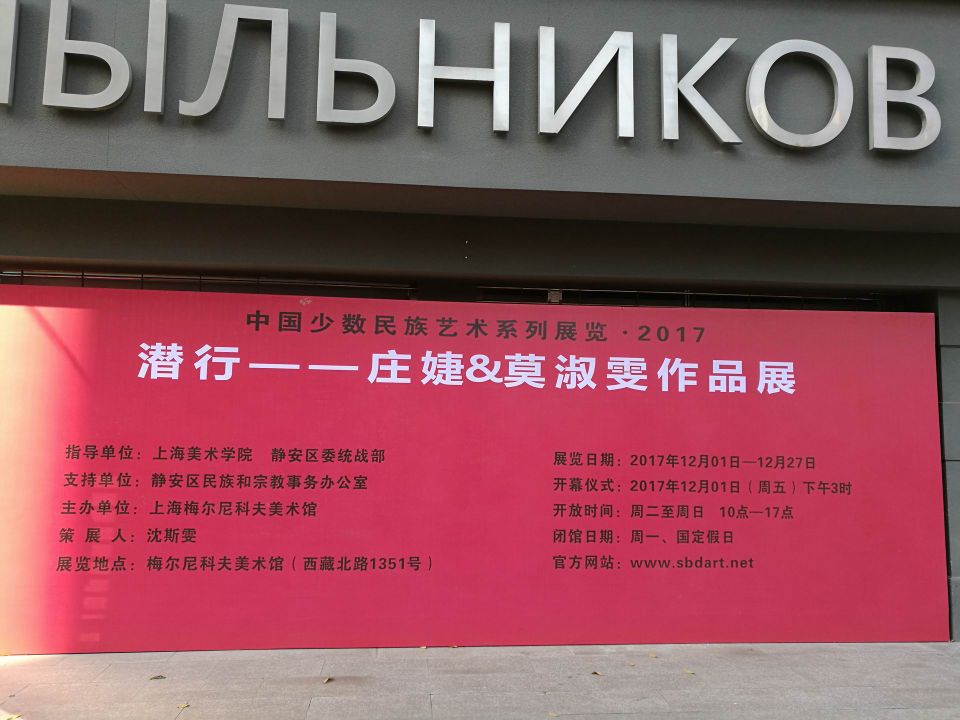 ЫЛЬНИКОВ
中国少数民族艺术系列展览·2017
潜行——庄婕&莫淑雯作品展
指导单位：上海美术学院 静安区委统战部
支持单位：静安区民族和宗教事务办公室
主办单位：上海梅尔尼科夫美术馆
策 展 人：沈斯雯
展览地点：梅尔尼科夫美术馆（西藏北路1351号）
展览日期：2017年12月01日—12月27日
开幕仪式：2017年12月01日（周五）下午3时
开放时间：周二至周日 10点—17点
闭馆日期：周一、国定假日
官方网站：www.sbdart.net